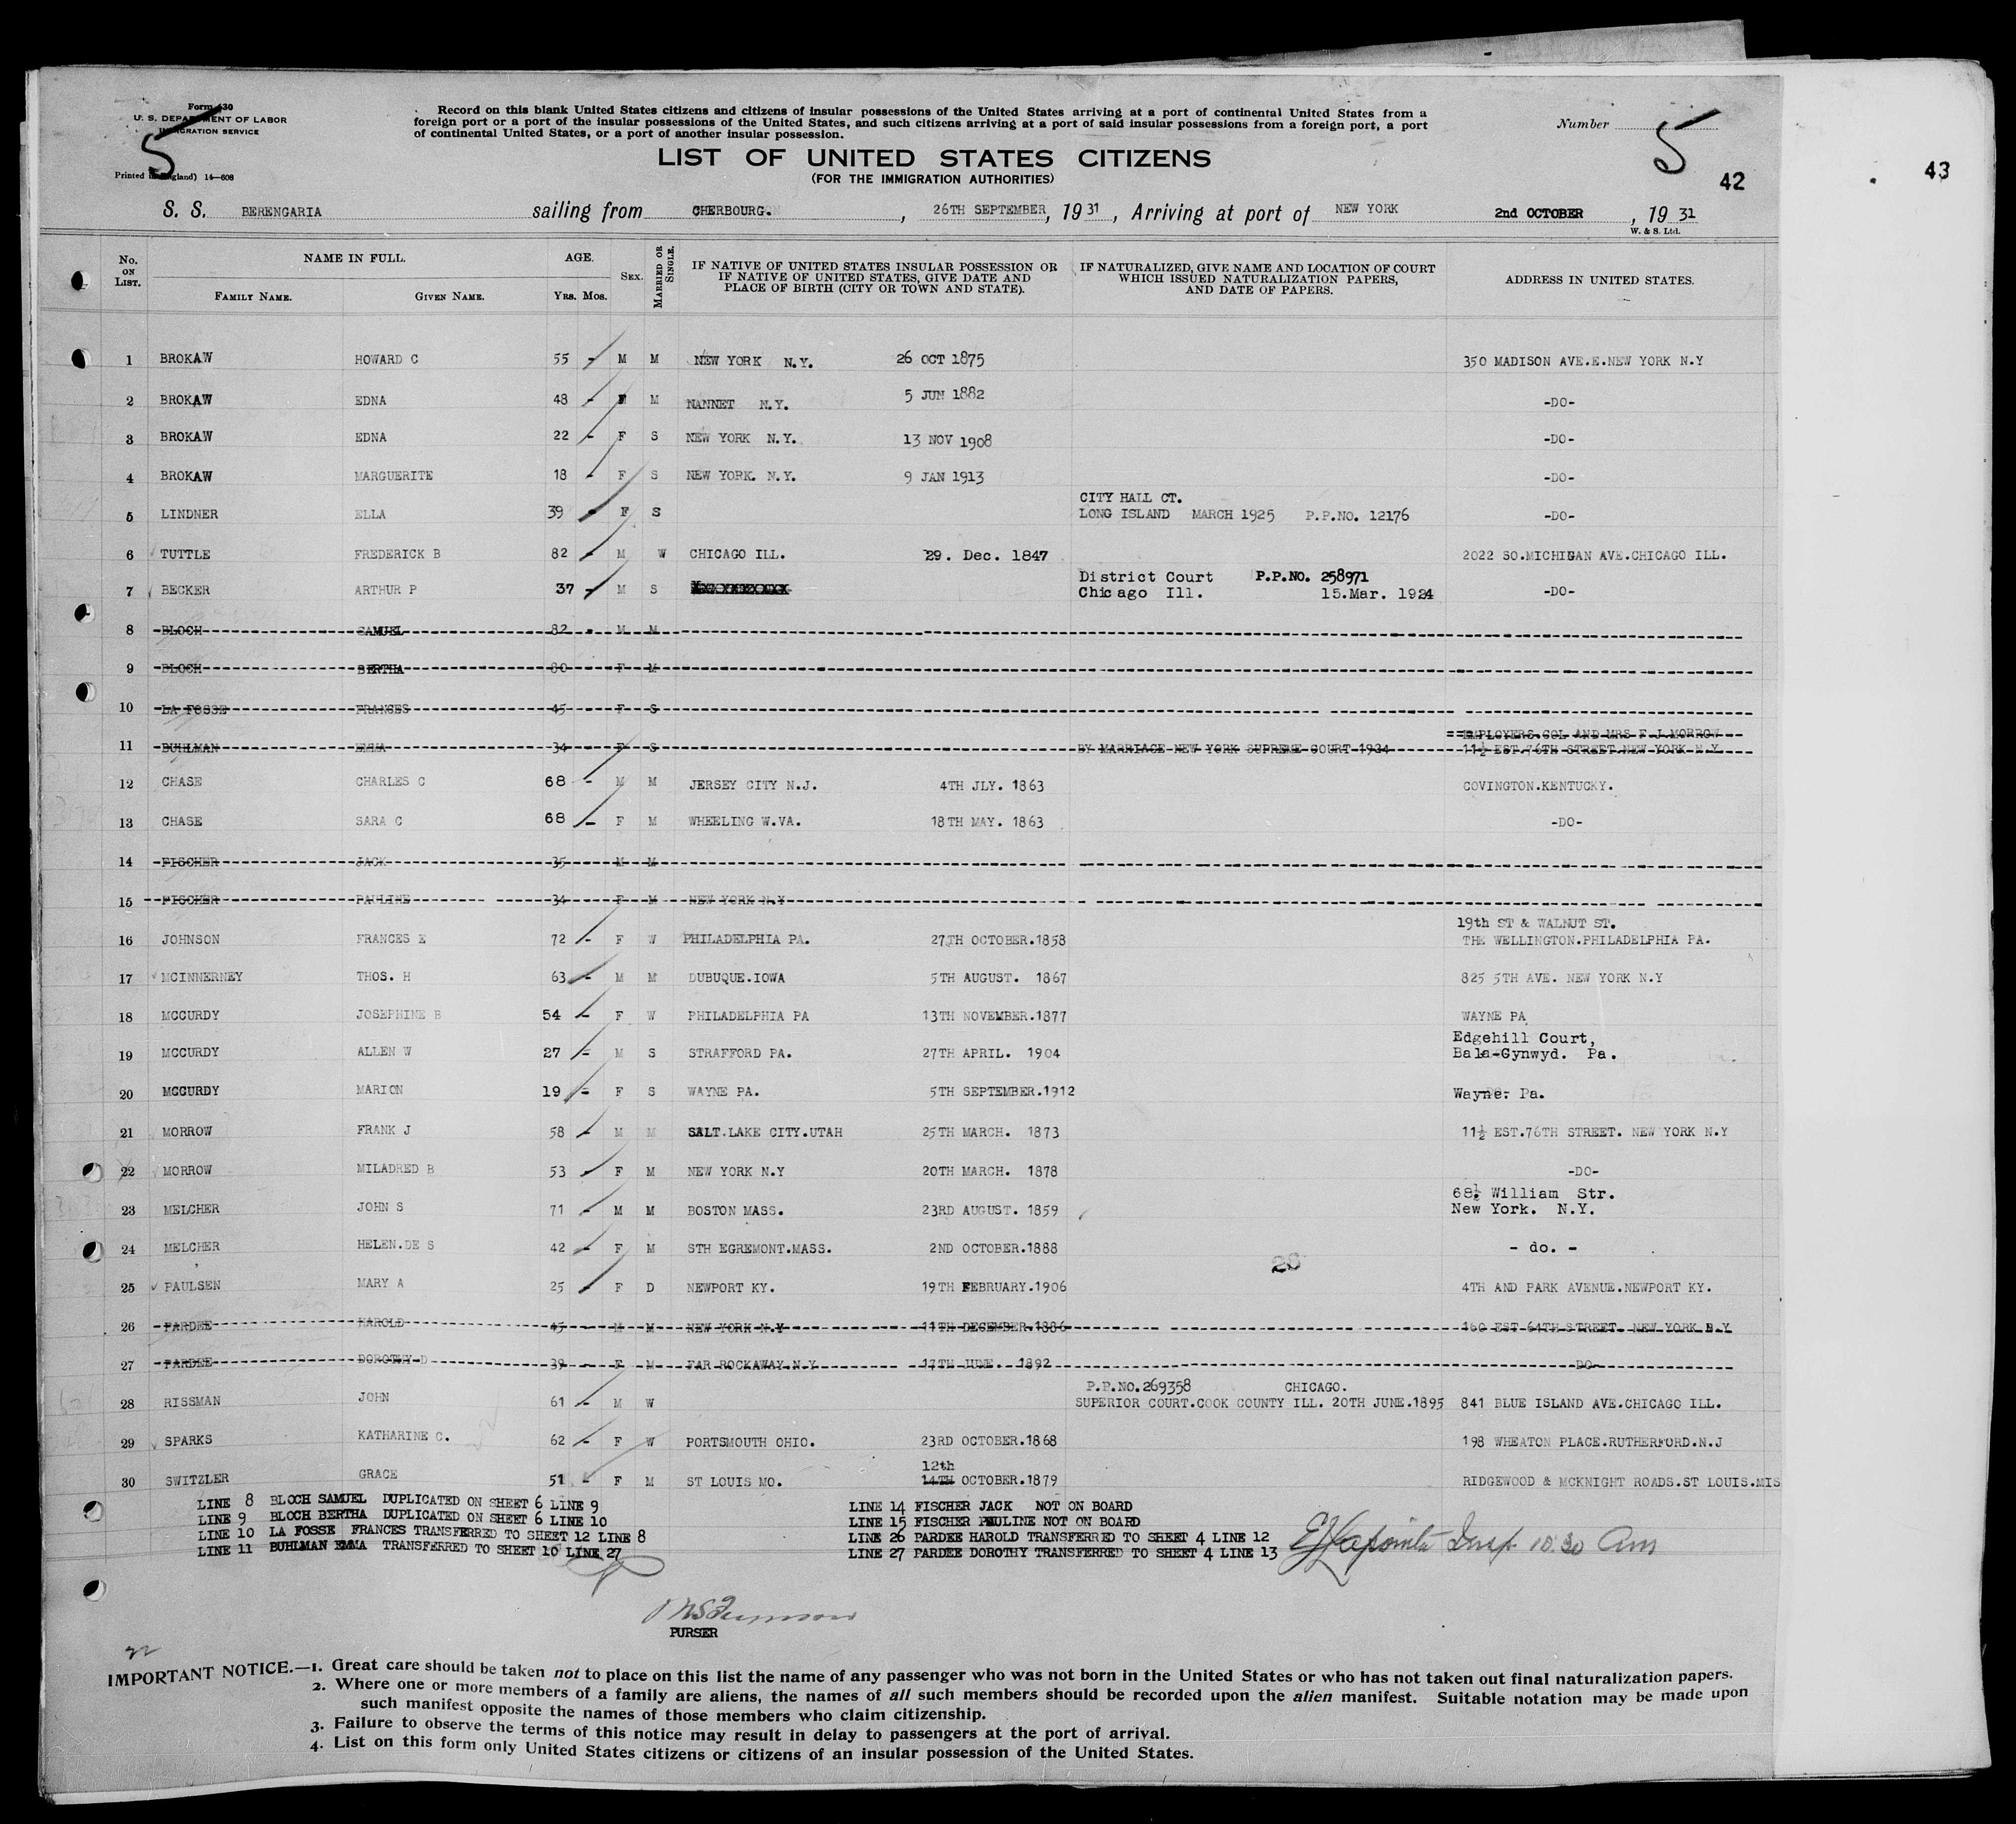 Form 630
U. S. DEPARTMENT OF LABOR
IMMIGRATION SERVICE
Printed in England) 14—608
5
Record on this blank United States citizens and citizens of insular possessions of the United States arriving at a port of continental United States from a
foreign port or a port of the insular possessions of the United States, and such citizens arriving at a port of said insular possessions from a foreign port, a port
of continental United States, or a port of another insular possession.
Number 5
LIST OF UNITED STATES CITIZENS
(FOR THE IMMIGRATION AUTHORITIES)
42
43
S. S. BERENGARIA sailing from CHERBOURG. , 26TH SEPTEMBER, 19 31 , Arriving at port of NEW YORK 2nd OCTOBER , 19 31
W. & S. Ltd.
No. ON LIST. NAME IN FULL. FAMILY NAME. GIVEN NAME. AGE. YRS. MOS. SEX. MARRIED OR SINGLE. IF NATIVE OF UNITED STATES INSULAR POSSESSION OR IF NATIVE OF UNITED STATES, GIVE DATE AND PLACE OF BIRTH (CITY OR TOWN AND STATE). IF NATURALIZED, GIVE NAME AND LOCATION OF COURT WHICH ISSUED NATURALIZATION PAPERS, AND DATE OF PAPERS. ADDRESS IN UNITED STATES.
1 BROKAW HOWARD C 55 - M M NEW YORK N.Y. 26 OCT 1875 350 MADISON AVE.E.NEW YORK N.Y
2 BROKAW EDNA 48 - M NANNET N.Y. 5 JUN 1882 -DO-
3 BROKAW EDNA 22 - F S NEW YORK N.Y. 13 NOV 1908 -DO-
4 BROKAW MARGUERITE 18 - F S NEW YORK. N.Y. 9 JAN 1913 -DO-
CITY HALL CT.
5 LINDNER ELLA 39 - F S LONG ISLAND MARCH 1925 P.P.NO. 12176 -DO-
6 TUTTLE FREDERICK B 82 - M W CHICAGO ILL. 29. Dec. 1847 2022 SO.MICHIGAN AVE.CHICAGO ILL.
District Court P.P.NO. 258971
7 BECKER ARTHUR P 37 - M S Chicago Ill. 15.Mar. 1924 -DO-
8 BLOCH SAMUEL 82 - M M
9 BLOCH BERTHA 80 - F M
10 LA FOSSE FRANCES 45 - F S
EMPLOYERS.COL AND MRS F J MORROW
11 BUHLMAN EMMA 34 - F S BY MARRIAGE NEW YORK SUPREME COURT 1924 11½ EST.76TH STREET.NEW YORK N.Y
12 CHASE CHARLES C 68 - M M JERSEY CITY N.J. 4TH JLY. 1863 COVINGTON.KENTUCKY.
13 CHASE SARA C 68 - F M WHEELING W.VA. 18TH MAY. 1863 -DO-
14 FISCHER JACK 35 - M M
15 FISCHER PAULINE 34 - F M NEW YORK N.Y
19th ST & WALNUT ST.
16 JOHNSON FRANCES E 72 - F W PHILADELPHIA PA. 27TH OCTOBER.1858 THE WELLINGTON.PHILADELPHIA PA.
17 MCINNERNEY THOS. H 63 - M M DUBUQUE.IOWA 5TH AUGUST. 1867 825 5TH AVE. NEW YORK N.Y
18 MCCURDY JOSEPHINE B 54 - F W PHILADELPHIA PA 13TH NOVEMBER.1877 WAYNE PA
Edgehill Court,
19 MCCURDY ALLEN W 27 - M S STRAFFORD PA. 27TH APRIL. 1904 Bala-Cynwyd. Pa.
20 MCCURDY MARION 19 - F S WAYNE PA. 5TH SEPTEMBER.1912 Wayne. Pa.
21 MORROW FRANK J 58 - M M SALT.LAKE CITY.UTAH 25TH MARCH. 1873 11½ EST.76TH STREET. NEW YORK N.Y
22 MORROW MILADRED B 53 - F M NEW YORK N.Y 20TH MARCH. 1878 -DO-
68½ William Str.
23 MELCHER JOHN S 71 - M M BOSTON MASS. 23RD AUGUST. 1859 New York. N.Y.
24 MELCHER HELEN.DE S 42 - F M STH EGREMONT.MASS. 2ND OCTOBER.1888 - do. -
26
25 PAULSEN MARY A 25 - F D NEWPORT KY. 19TH FEBRUARY.1906 4TH AND PARK AVENUE.NEWPORT KY.
26 PARDEE HAROLD 45 - M M NEW YORK N.Y 11TH DECEMBER.1886 160 EST 64TH STREET. NEW YORK N.Y
27 PARDEE DOROTHY D 39 - F M FAR ROCKAWAY.N.Y 17TH JUNE. 1892 DO-
P.P.NO.269358 CHICAGO.
28 RISSMAN JOHN 61 - M W SUPERIOR COURT.COOK COUNTY ILL. 20TH JUNE.1895 841 BLUE ISLAND AVE.CHICAGO ILL.
29 SPARKS KATHARINE C. 62 - F W PORTSMOUTH OHIO. 23RD OCTOBER.1868 198 WHEATON PLACE.RUTHERFORD.N.J
12th
30 SWITZLER GRACE 51 - F M ST LOUIS MO. 14TH OCTOBER.1879 RIDGEWOOD & MCKNIGHT ROADS.ST LOUIS.MIS
LINE 8 BLOCH SAMUEL DUPLICATED ON SHEET 6 LINE 9
LINE 9 BLOCH BERTHA DUPLICATED ON SHEET 6 LINE 10
LINE 10 LA FOSSE FRANCES TRANSFERRED TO SHEET 12 LINE 8
LINE 11 BUHLMAN EMMA TRANSFERRED TO SHEET 10 LINE 27
LINE 14 FISCHER JACK NOT ON BOARD
LINE 15 FISCHER PAULINE NOT ON BOARD
LINE 26 PARDEE HAROLD TRANSFERRED TO SHEET 4 LINE 12
LINE 27 PARDEE DOROTHY TRANSFERRED TO SHEET 4 LINE 13
Insp. 10.30 Am
PURSER
IMPORTANT NOTICE.—1. Great care should be taken not to place on this list the name of any passenger who was not born in the United States or who has not taken out final naturalization papers.
2. Where one or more members of a family are aliens, the names of all such members should be recorded upon the alien manifest. Suitable notation may be made upon
such manifest opposite the names of those members who claim citizenship.
3. Failure to observe the terms of this notice may result in delay to passengers at the port of arrival.
4. List on this form only United States citizens or citizens of an insular possession of the United States.